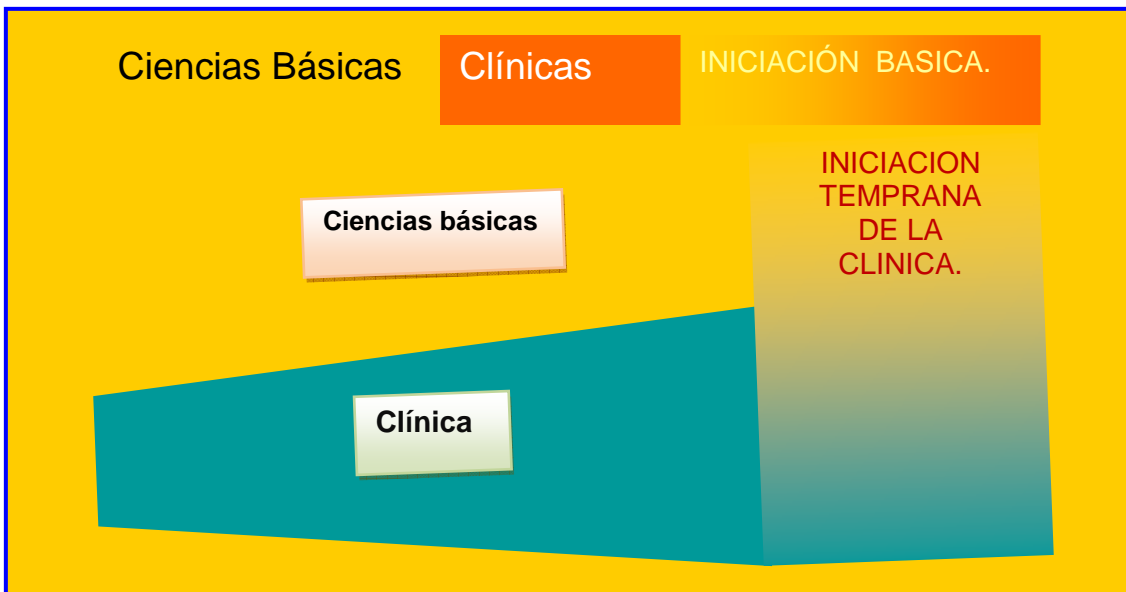 Ciencias Básicas
Clínicas
INICIACIÓN BASICA.
INICIACION
TEMPRANA
DE LA
CLINICA.
Ciencias básicas
Clínica